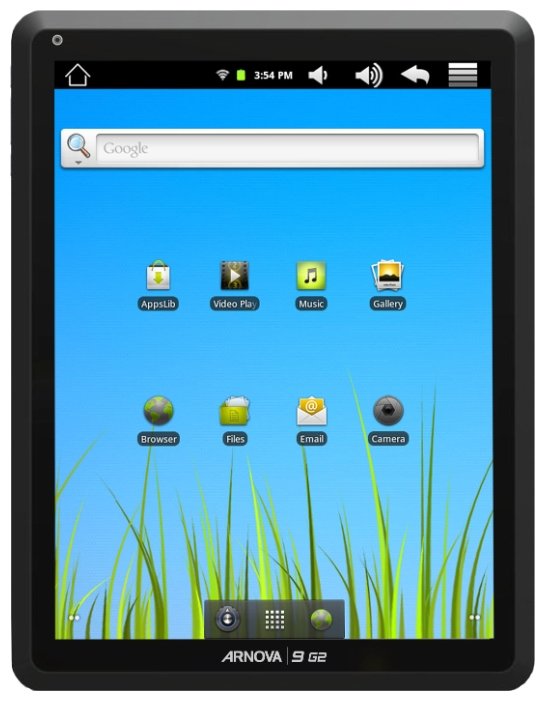 3:54 PM
Google
AppsLib Video Play Music Gallery
Browser Files Email Camera
ARNOVA 9 G2